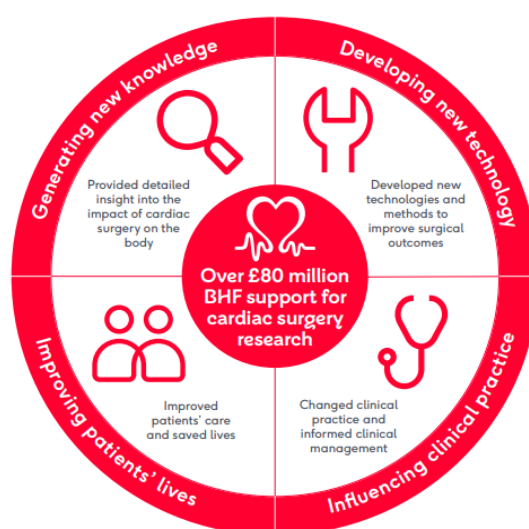 Generating new knowledge
Developing new technology
Provided detailed
insight into the
impact of cardiac
surgery on the
body
Developed new
technologies and
methods to
improve surgical
outcomes
Over £80 million
BHF support for
cardiac surgery
research
Improved
patients' care
and saved lives
Changed clinical
practice and
informed clinical
management
Improving patients' lives
Influencing clinical practice